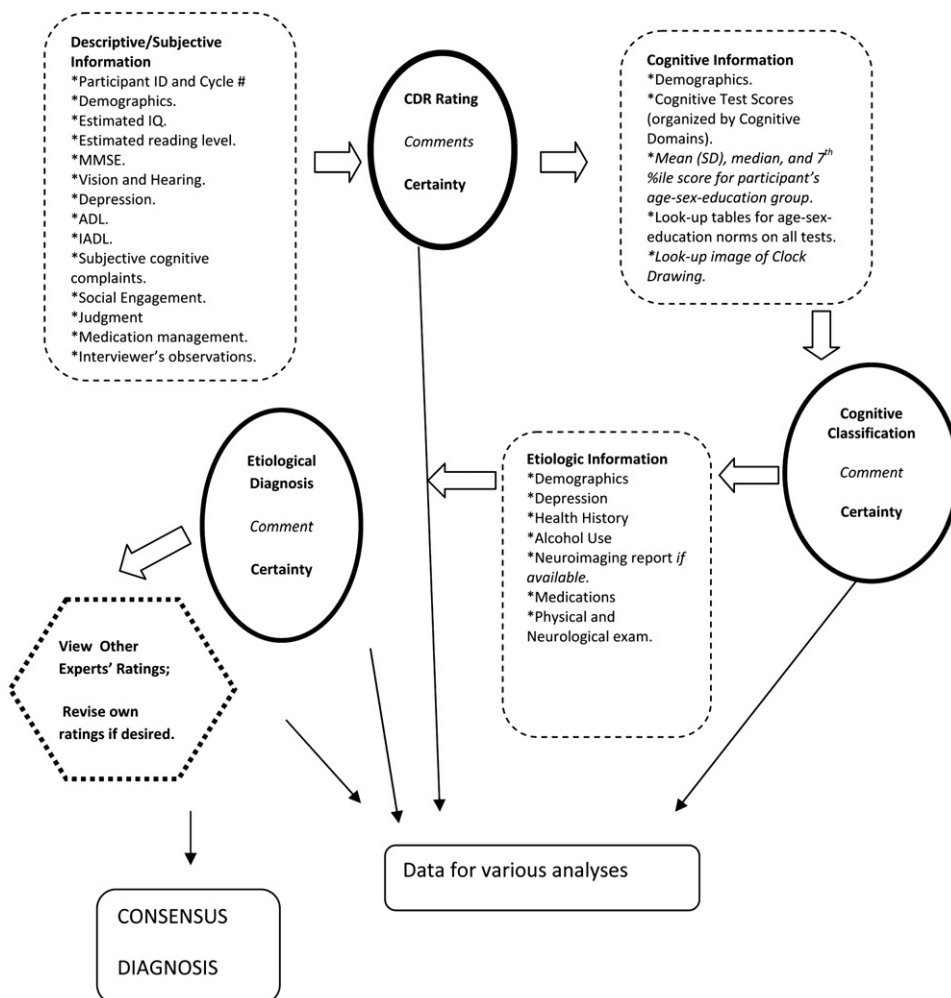 Descriptive/Subjective
Information
*Participant ID and Cycle #
*Demographics.
*Estimated IQ.
*Estimated reading level.
*MMSE.
*Vision and Hearing.
*Depression.
*ADL.
*IADL.
*Subjective cognitive
complaints.
*Social Engagement.
*Judgment
*Medication management.
*Interviewer’s observations.
CDR Rating
Comments
Certainty
Cognitive Information
*Demographics.
*Cognitive Test Scores
(organized by Cognitive
Domains).
*Mean (SD), median, and 7th
%ile score for participant’s
age-sex-education group.
*Look-up tables for age-sex-
education norms on all tests.
*Look-up image of Clock
Drawing.
Cognitive
Classification
Comment
Certainty
Etiologic Information
*Demographics
*Depression
*Health History
*Alcohol Use
*Neuroimaging report if
available.
*Medications
*Physical and
Neurological exam.
Etiological
Diagnosis
Comment
Certainty
View Other
Experts’ Ratings;
Revise own
ratings if desired.
Data for various analyses
CONSENSUS
DIAGNOSIS